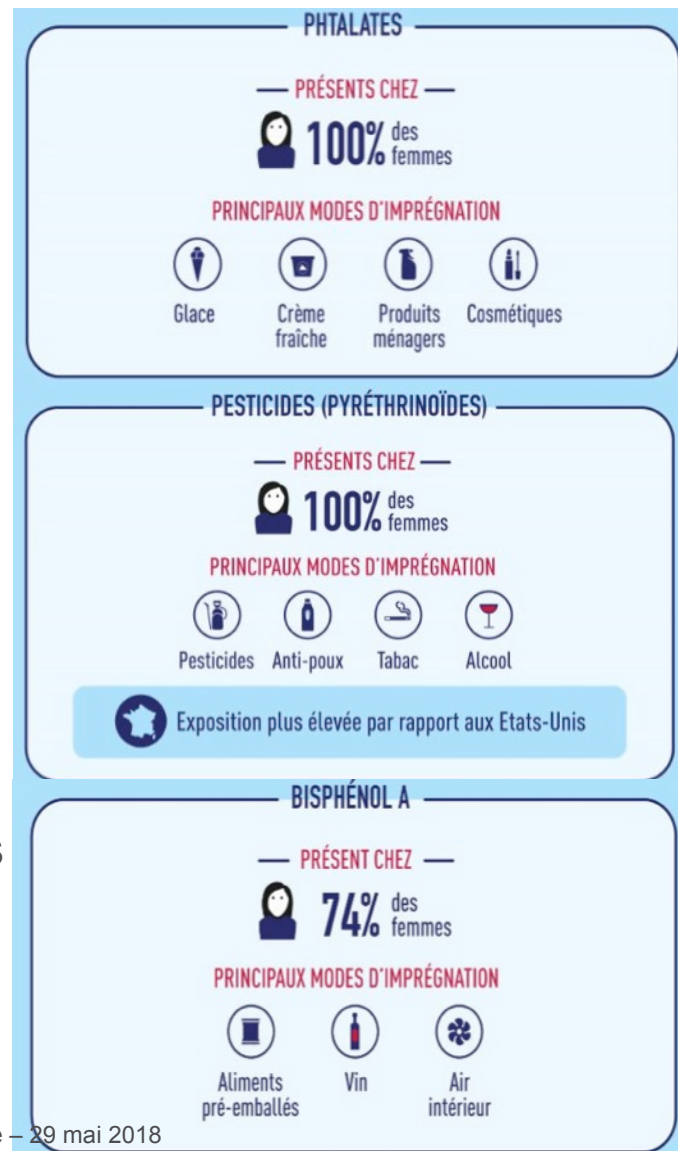 PHTALATES
PRÉSENTS CHEZ
100% des
femmes
PRINCIPAUX MODES D'IMPRÉGNATION
Glace
Crème
fraîche
Produits
ménagers
Cosmétiques
PESTICIDES (PYRÉTHRINOÏDES)
PRÉSENTS CHEZ
100% des
femmes
PRINCIPAUX MODES D'IMPRÉGNATION
Pesticides
Anti-poux
Tabac
Alcool
Exposition plus élevée par rapport aux Etats-Unis
BISPHÉNOL A
PRÉSENT CHEZ
74% des
femmes
PRINCIPAUX MODES D'IMPRÉGNATION
Aliments
pré-emballés
Vin
Air
intérieur
– 29 mai 2018